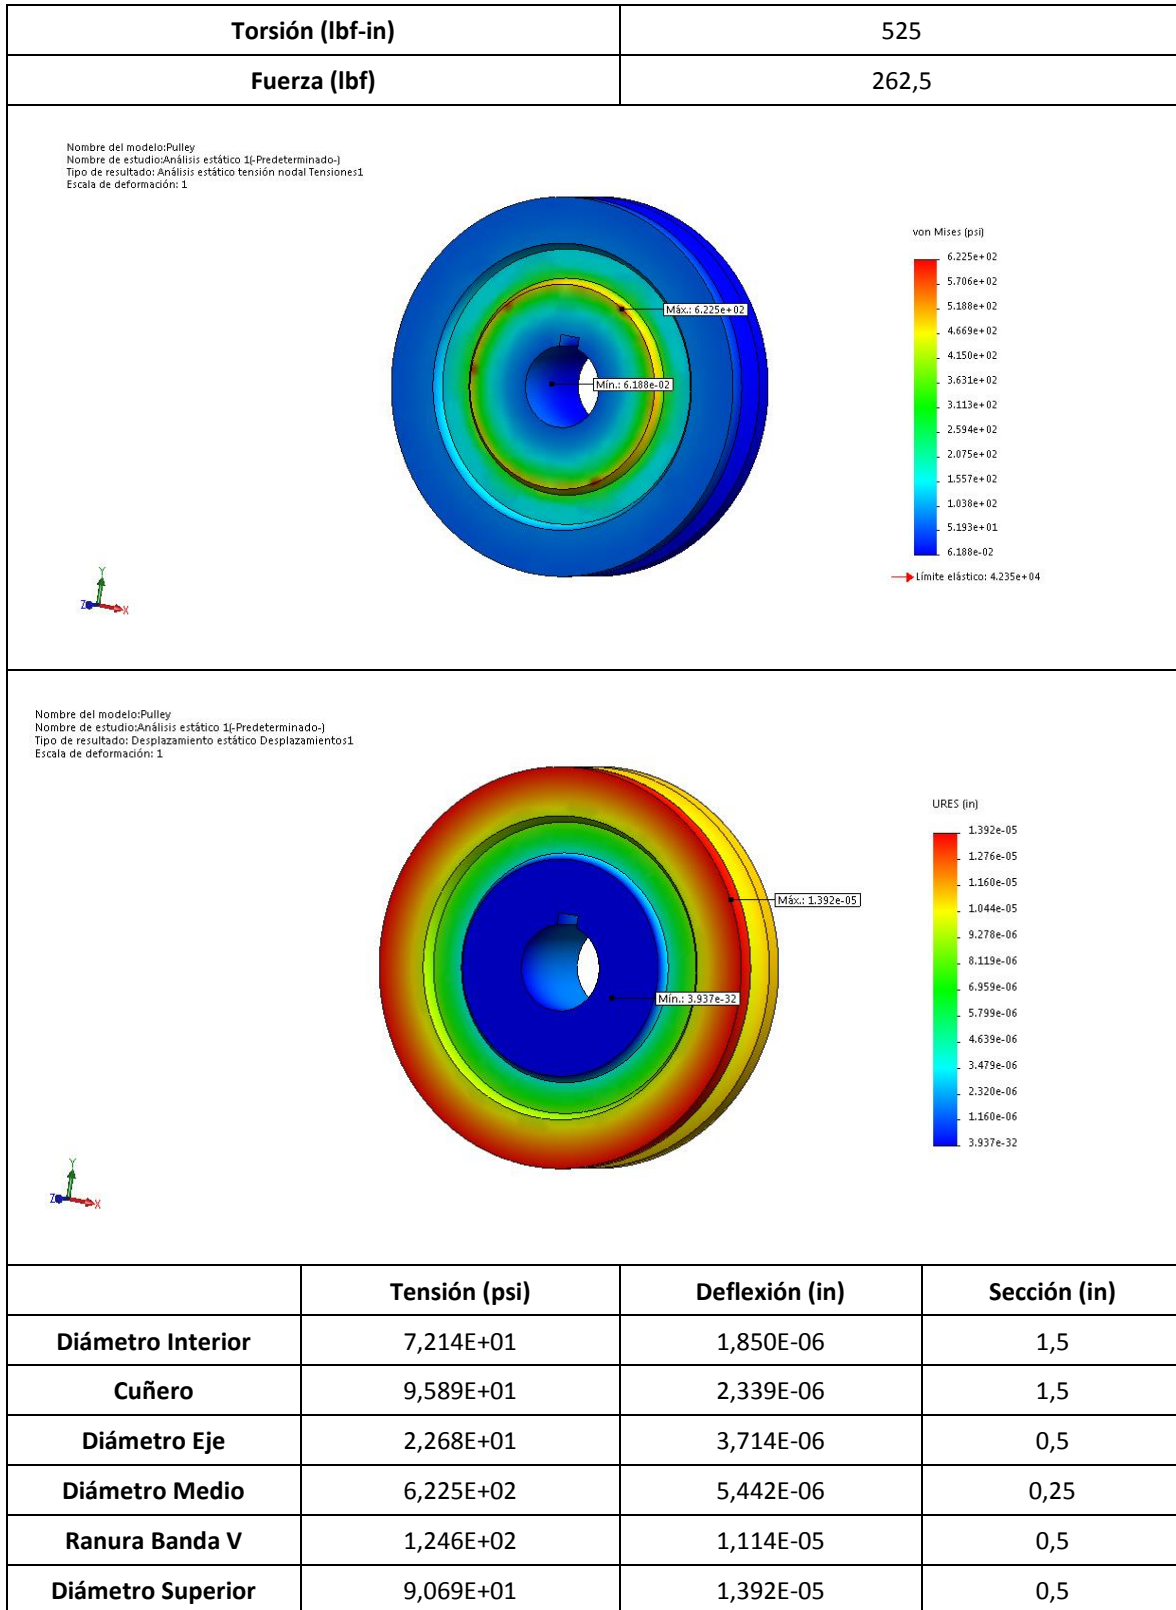 Torsión (lbf-in) 525
Fuerza (lbf) 262,5
Nombre del modelo:Pulley
Nombre de estudio:Análisis estático 1(-Predeterminado-)
Tipo de resultado: Análisis estático tensión nodal Tensiones1
Escala de deformación: 1
von Mises (psi)
6.225e+02
5.706e+02
5.188e+02
4.669e+02
4.150e+02
3.631e+02
3.113e+02
2.594e+02
2.075e+02
1.557e+02
1.038e+02
5.193e+01
6.188e-02
Límite elástico: 4.235e+04
Máx.: 6.225e+02
Mín.: 6.188e-02
Y
Z
X
Nombre del modelo:Pulley
Nombre de estudio:Análisis estático 1(-Predeterminado-)
Tipo de resultado: Desplazamiento estático Desplazamientos1
Escala de deformación: 1
URES (in)
1.392e-05
1.276e-05
1.160e-05
1.044e-05
9.278e-06
8.119e-06
6.959e-06
5.799e-06
4.639e-06
3.479e-06
2.320e-06
1.160e-06
3.937e-32
Máx.: 1.392e-05
Mín.: 3.937e-32
Y
Z
X
Tensión (psi) Deflexión (in) Sección (in)
Diámetro Interior 7,214E+01 1,850E-06 1,5
Cuñero 9,589E+01 2,339E-06 1,5
Diámetro Eje 2,268E+01 3,714E-06 0,5
Diámetro Medio 6,225E+02 5,442E-06 0,25
Ranura Banda V 1,246E+02 1,114E-05 0,5
Diámetro Superior 9,069E+01 1,392E-05 0,5